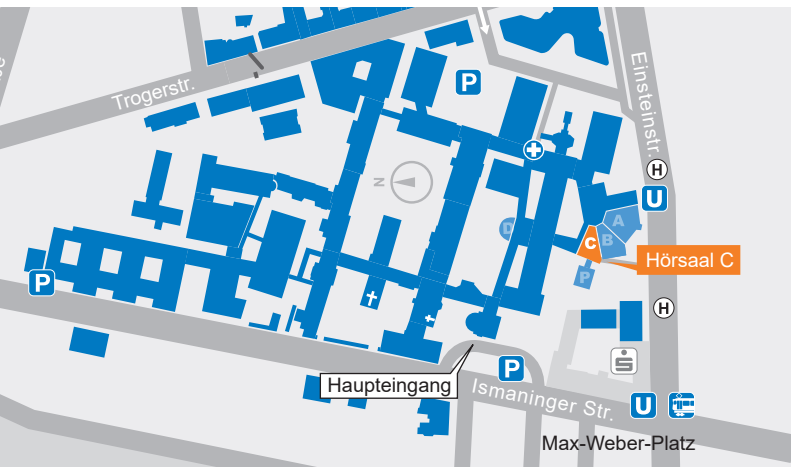 P
Trogerstr.
Einsteinstr.
H
U
N
D
A
B
C
P
Hörsaal C
P
H
S
P
Haupteingang
Ismaninger Str.
U
Max-Weber-Platz